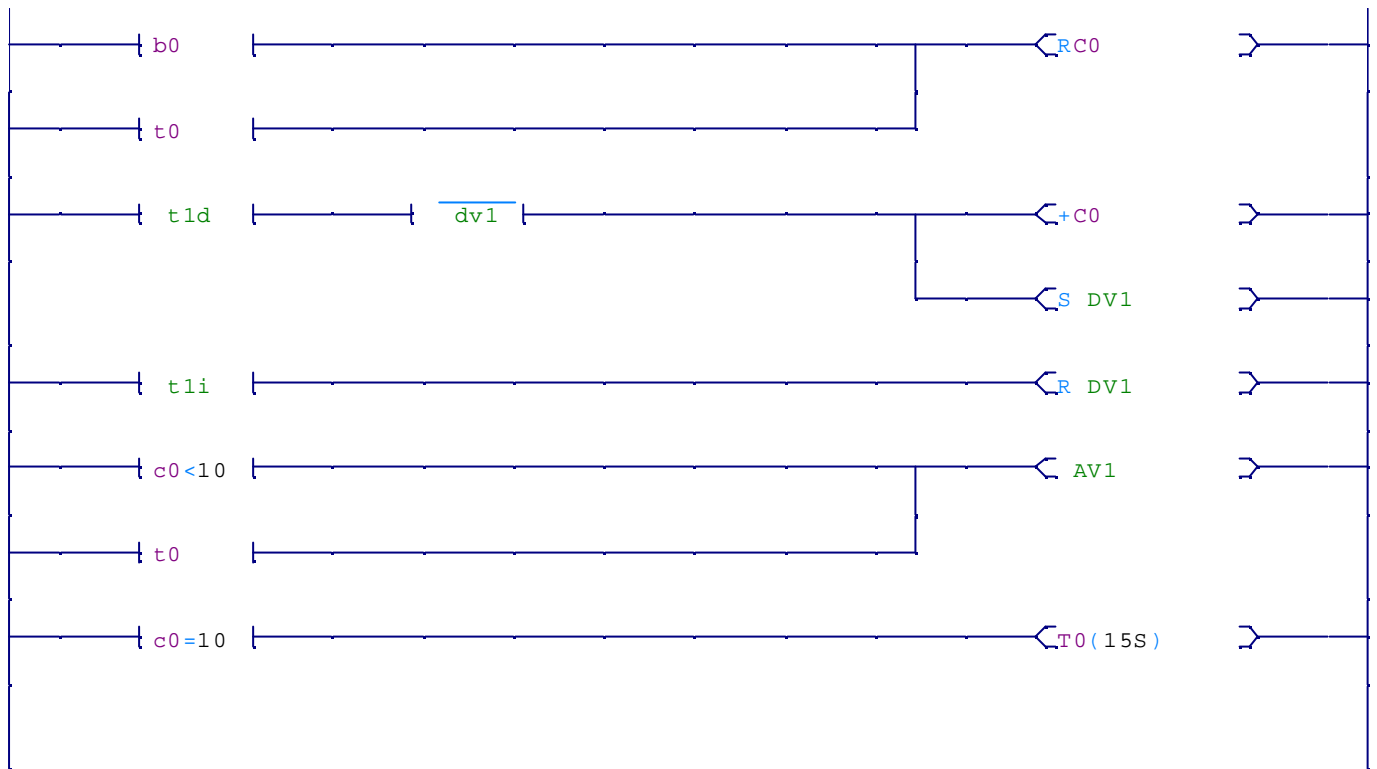 b0 RC0
t0
t1d dv1 +C0
S DV1
t1i R DV1
c0<10 AV1
t0
c0=10 T0(15S)